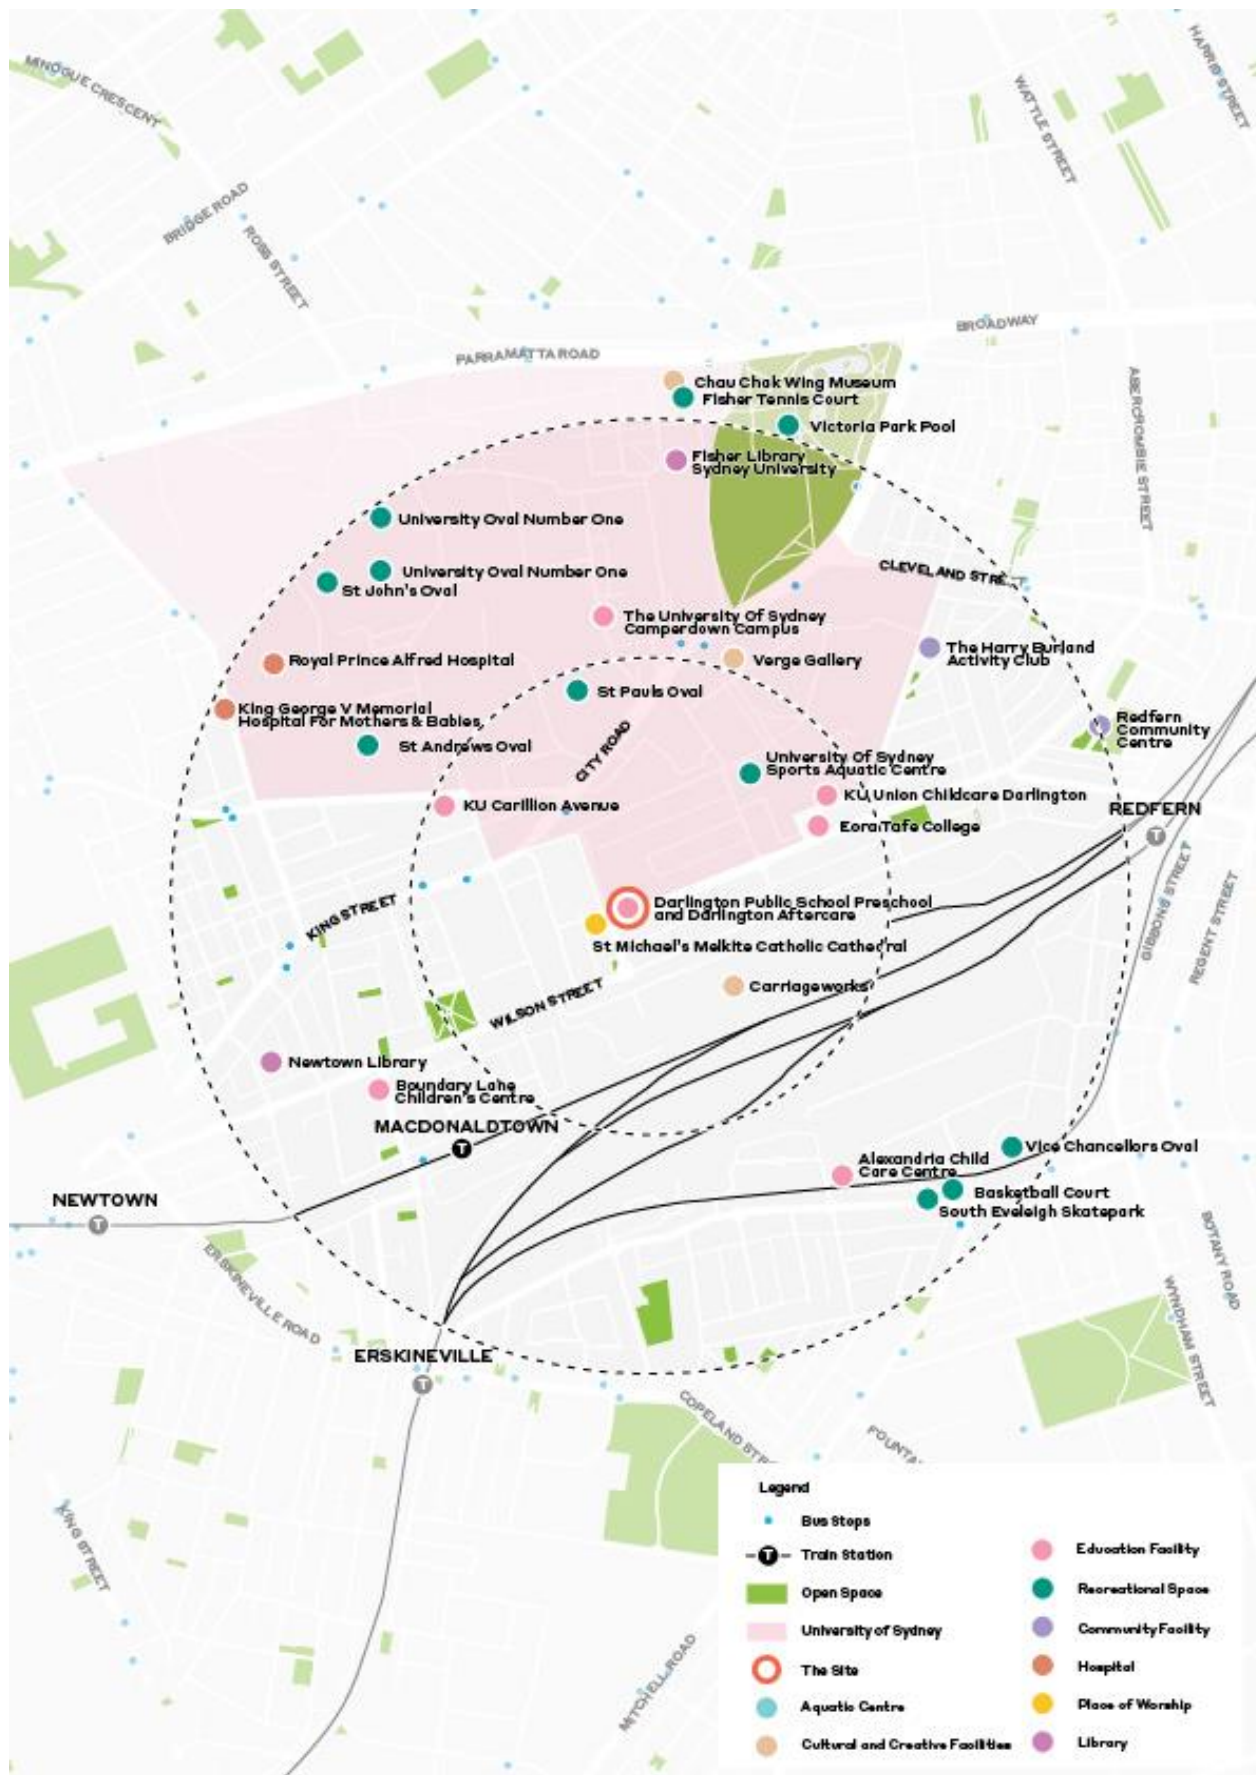 MINOGUE CRESCENT
HARRIS STREET
WATTLE STREET
BRIDGE ROAD
ROSS STREET
BROADWAY
PARRAMATTA ROAD
ABERCROMBIE STREET
Chau Chak Wing Museum
Fisher Tennis Court
Victoria Park Pool
Fisher Library
Sydney University
University Oval Number One
University Oval Number One
St John's Oval
CLEVELAND STREET
The University Of Sydney
Camperdown Campus
Verge Gallery
The Harry Burland
Activity Club
Royal Prince Alfred Hospital
St Pauls Oval
King George V Memorial
Hospital For Mothers & Babies
Redfern
Community
Centre
St Andrews Oval
CITY ROAD
University Of Sydney
Sports Aquatic Centre
KU Carillion Avenue
KU Union Childcare Darlington
REDFERN
T
Eora Tafe College
GIBBONS STREET
REGENT STREET
KING STREET
Darlington Public School Preschool
and Darlington Aftercare
St Michael's Melkite Catholic Cathedral
WILSON STREET
Carriageworks
Newtown Library
Boundary Lane
Children's Centre
MACDONALDTOWN
T
Vice Chancellors Oval
Alexandria Child
Care Centre
Basketball Court
South Eveleigh Skatepark
NEWTOWN
T
ERSKINEVILLE ROAD
BOTANY ROAD
WYNDHAM STREET
ERSKINEVILLE
T
COPELAND STR
FOUNTA
KING STREET
MITCHELL ROAD
Legend
Bus Stops
T Train Station
Open Space
University of Sydney
The Site
Aquatic Centre
Cultural and Creative Facilities
Education Facility
Recreational Space
Community Facility
Hospital
Place of Worship
Library